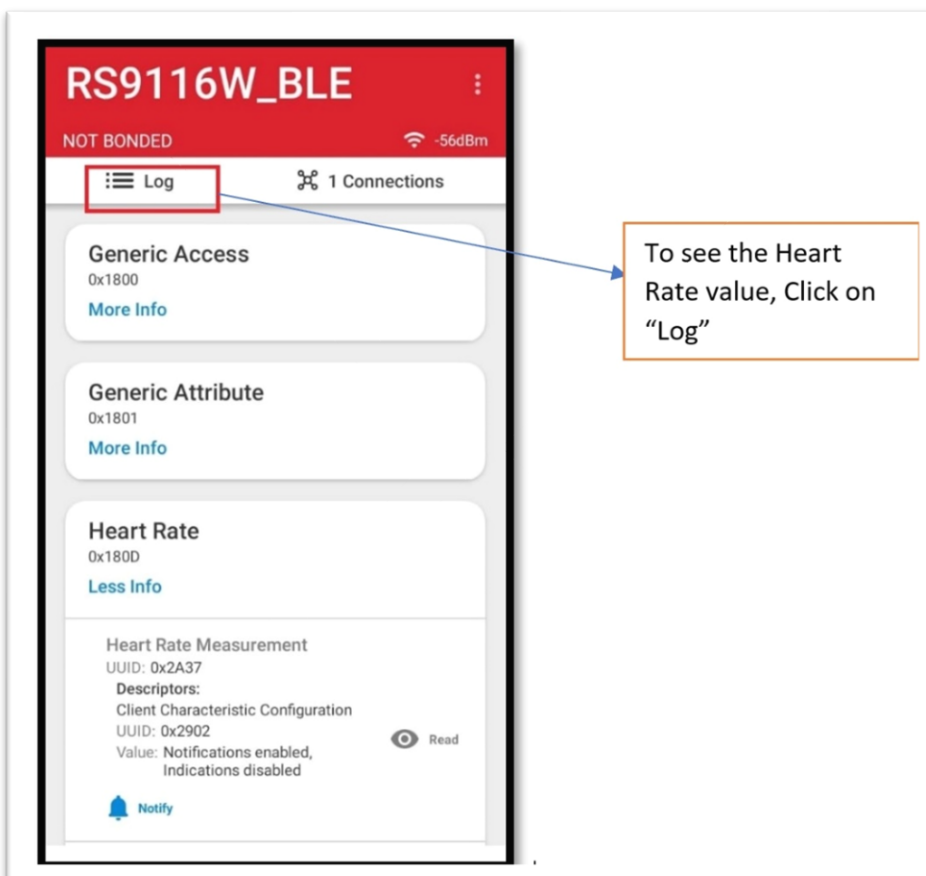 RS9116W_BLE
NOT BONDED
-56dBm
Log
1 Connections
Generic Access
0x1800
More Info
Generic Attribute
0x1801
More Info
Heart Rate
0x180D
Less Info
Heart Rate Measurement
UUID: 0x2A37
Descriptors:
Client Characteristic Configuration
UUID: 0x2902
Value: Notifications enabled,
Indications disabled
Read
Notify
To see the Heart
Rate value, Click on
“Log”